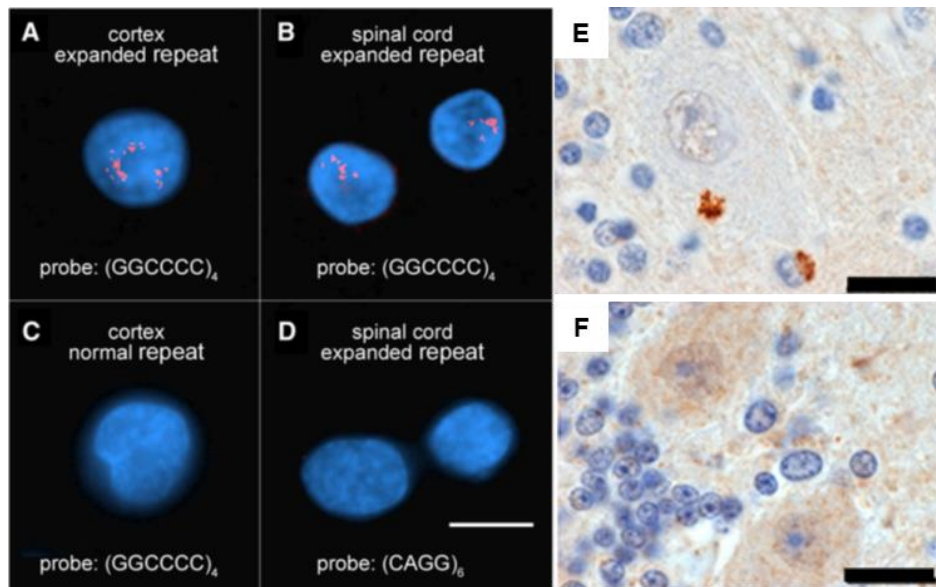 A
cortex
expanded repeat
probe: (GGCCCC)₄
B
spinal cord
expanded repeat
probe: (GGCCCC)₄
C
cortex
normal repeat
probe: (GGCCCC)₄
D
spinal cord
expanded repeat
probe: (CAGG)₆
E
F